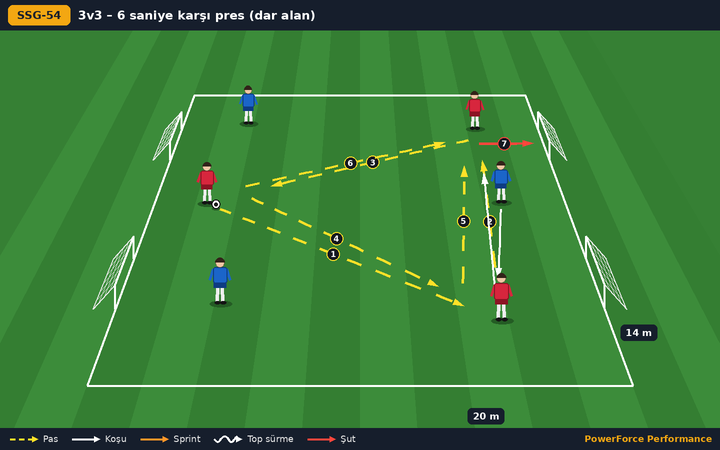 SSG-54 3v3 – 6 saniye karşı pres (dar alan)
6 3
7
5 2
4
1
14 m
20 m
Pas Koşu Sprint Top sürme Şut PowerForce Performance